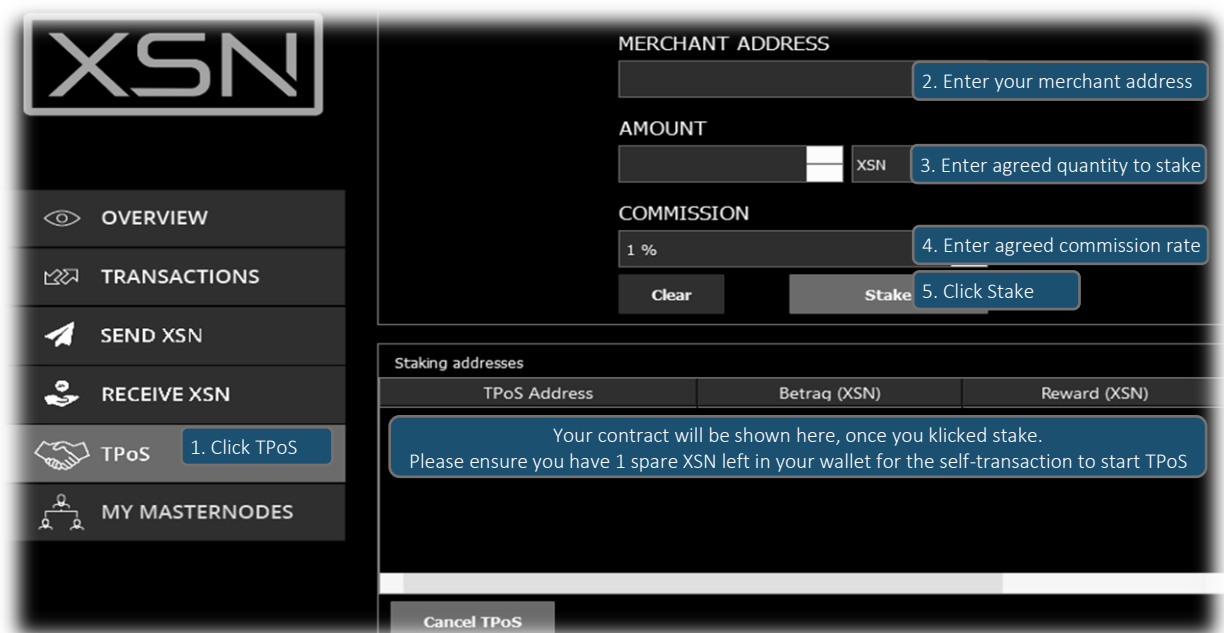 XSN
OVERVIEW
TRANSACTIONS
SEND XSN
RECEIVE XSN
TPoS
1. Click TPoS
MY MASTERNODES
MERCHANT ADDRESS
2. Enter your merchant address
AMOUNT
XSN
3. Enter agreed quantity to stake
COMMISSION
1 %
4. Enter agreed commission rate
Clear
Stake
5. Click Stake
Staking addresses
TPoS Address Betrag (XSN) Reward (XSN)
Your contract will be shown here, once you klicked stake.
Please ensure you have 1 spare XSN left in your wallet for the self-transaction to start TPoS
Cancel TPoS